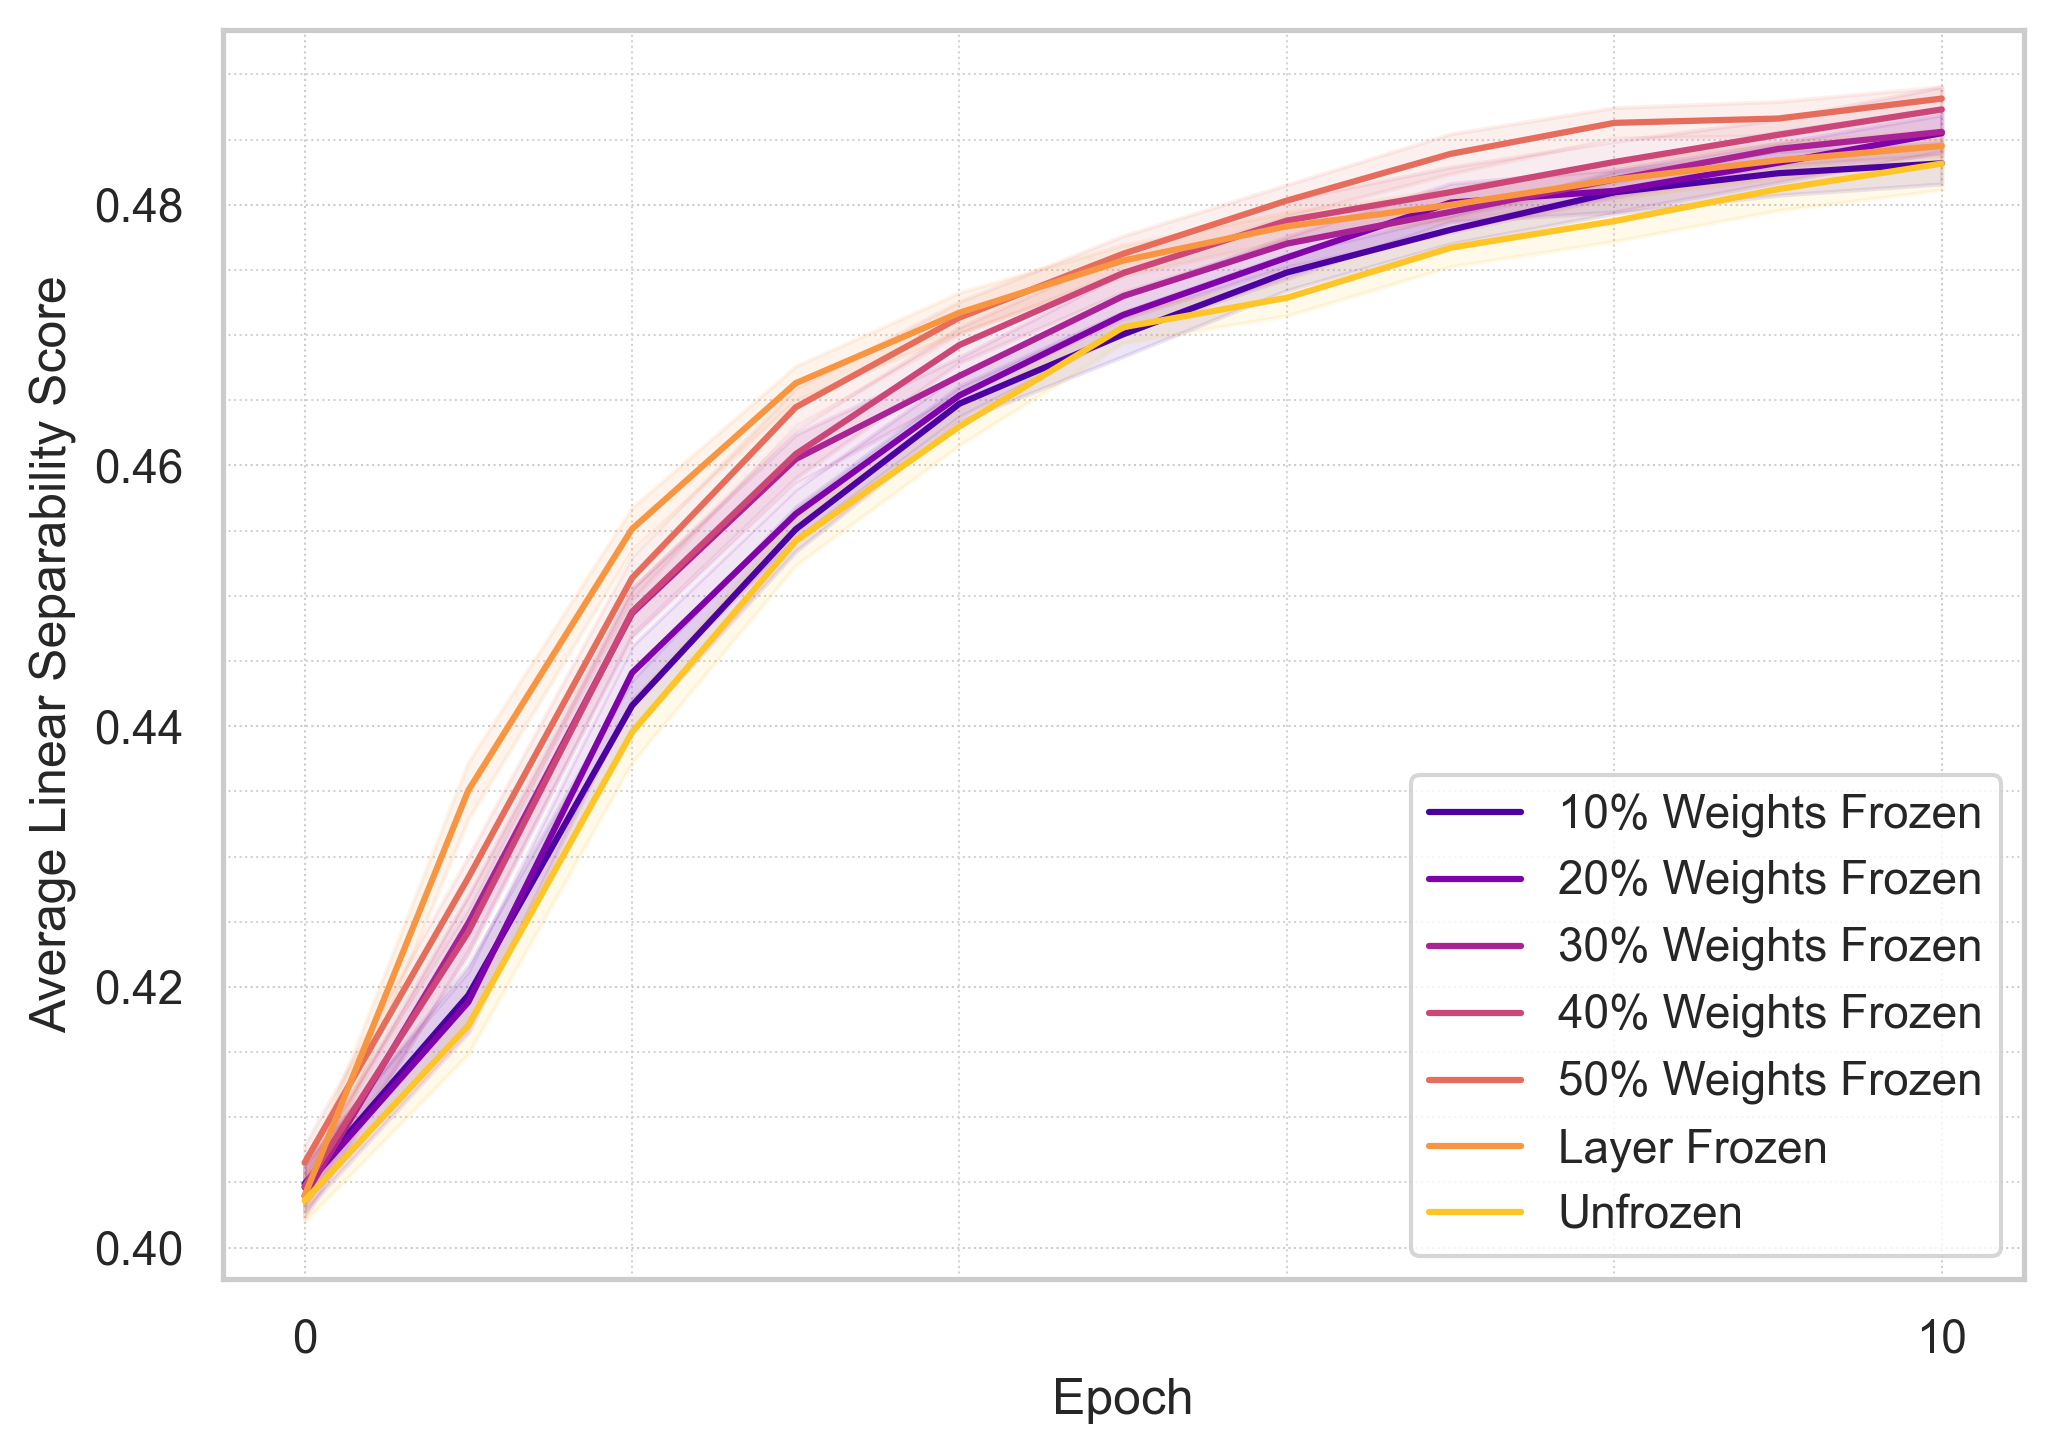 Average Linear Separability Score
0.48
0.46
0.44
0.42
0.40
10% Weights Frozen
20% Weights Frozen
30% Weights Frozen
40% Weights Frozen
50% Weights Frozen
Layer Frozen
Unfrozen
0
10
Epoch